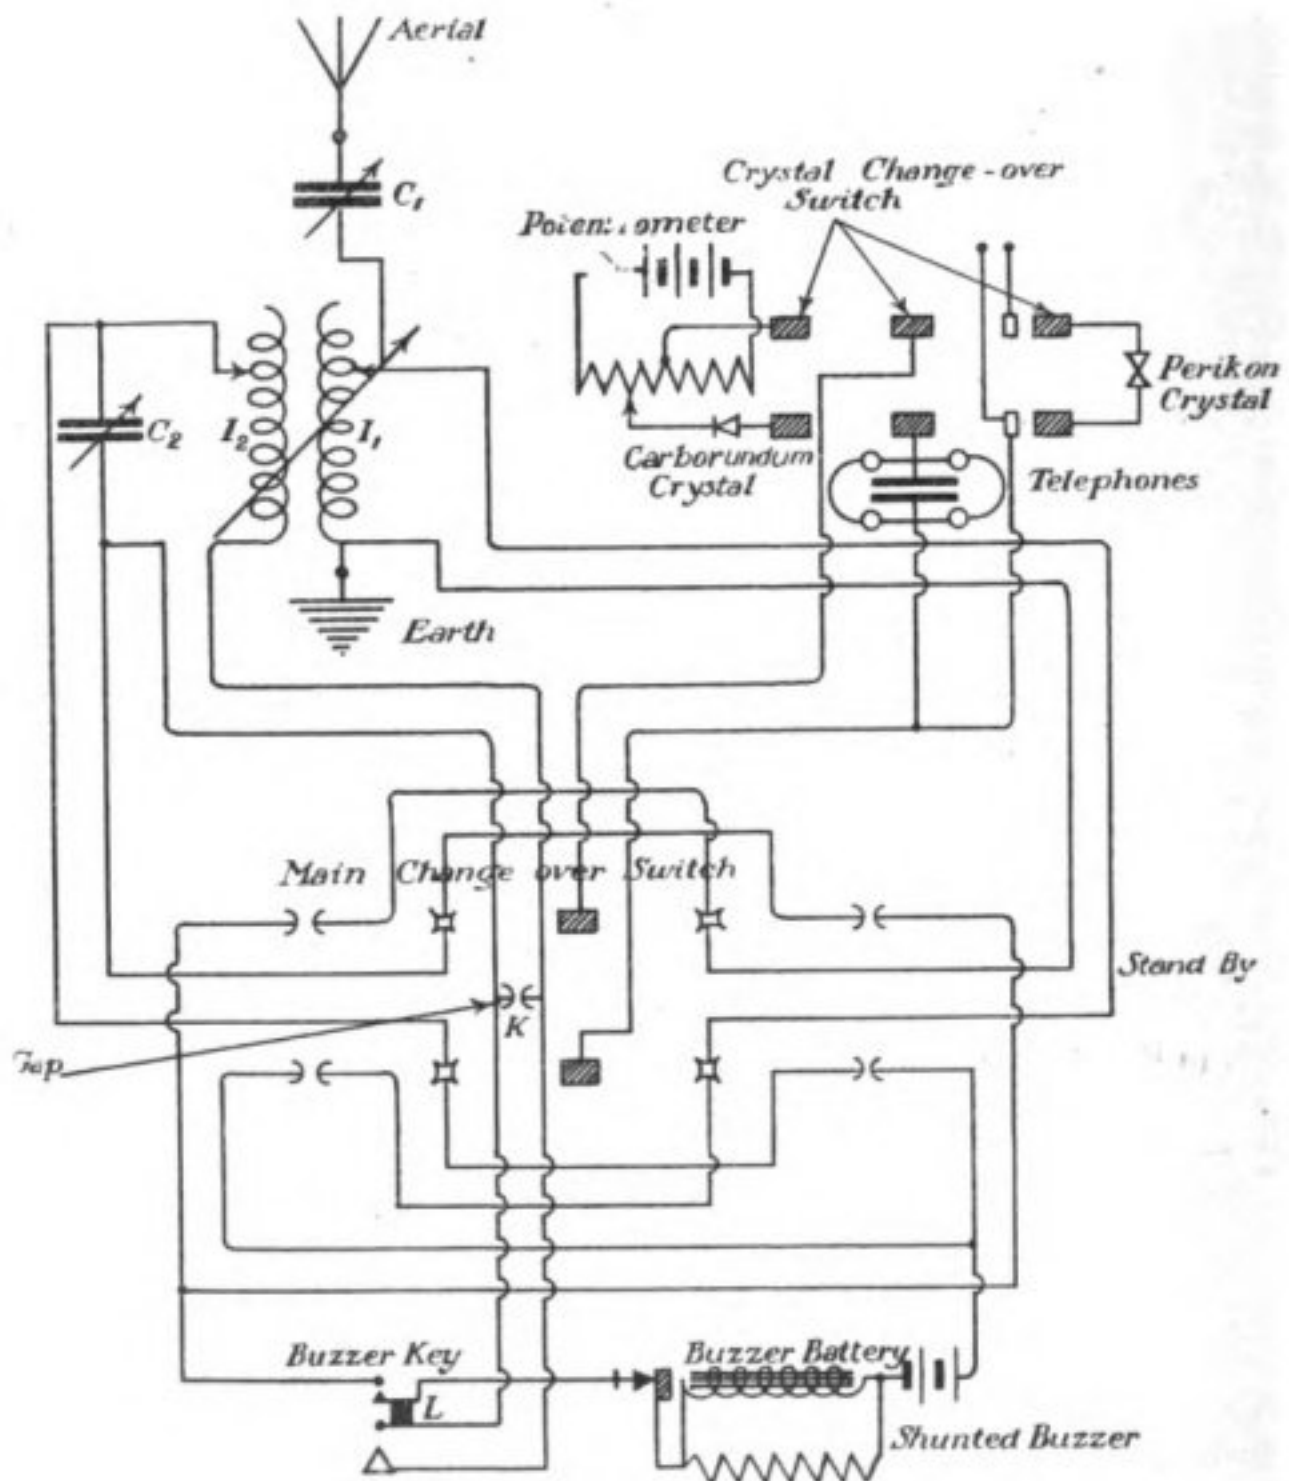 Aerial
C₁
Crystal Change-over
Switch
Potentiometer
Perikon
Crystal
C₂
I₂
I₁
Carborundum
Crystal
Telephones
Earth
Main Change over Switch
Stand By
K
Buzzer Key
Buzzer Battery
L
Shunted Buzzer